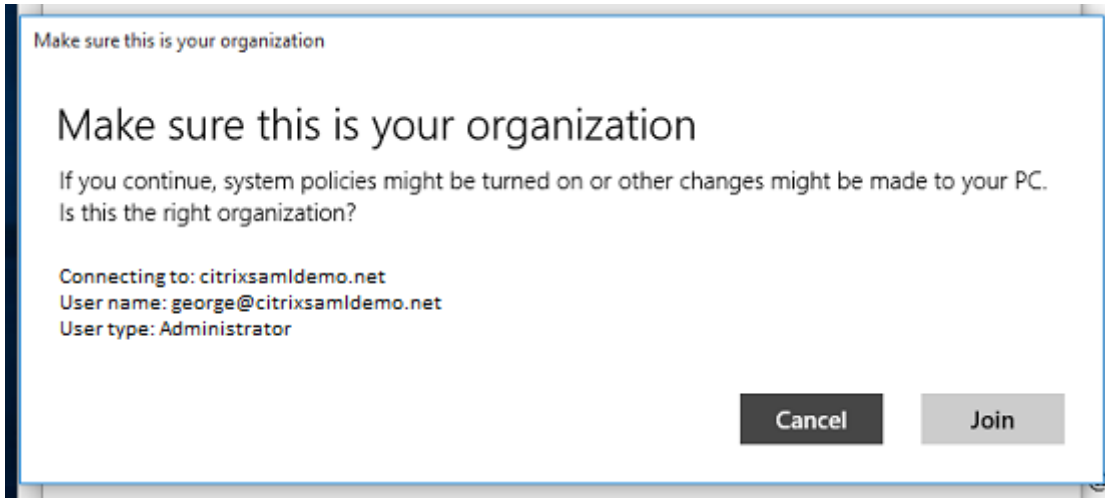 Make sure this is your organization
Make sure this is your organization
If you continue, system policies might be turned on or other changes might be made to your PC.
Is this the right organization?
Connecting to: citrixsamldemo.net
User name: george@citrixsamldemo.net
User type: Administrator
Cancel Join